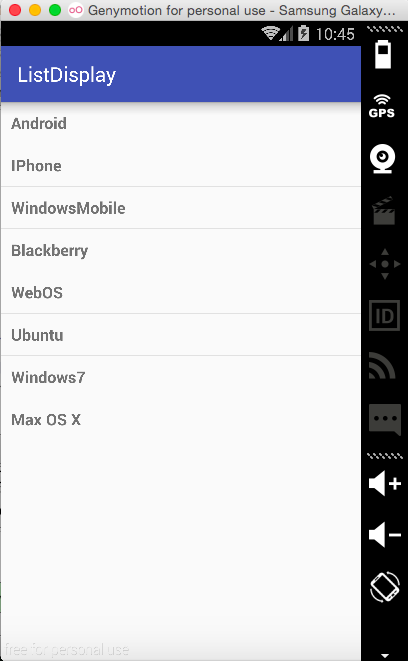 Genymotion for personal use - Samsung Galaxy...
10:45
ListDisplay
GPS
Android
IPhone
WindowsMobile
ID
Blackberry
WebOS
Ubuntu
Windows7
Max OS X
free for personal use